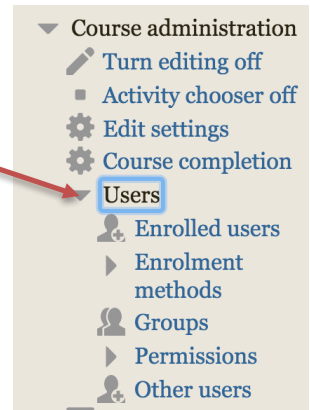 Course administration
Turn editing off
Activity chooser off
Edit settings
Course completion
Users
Enrolled users
Enrolment
methods
Groups
Permissions
Other users